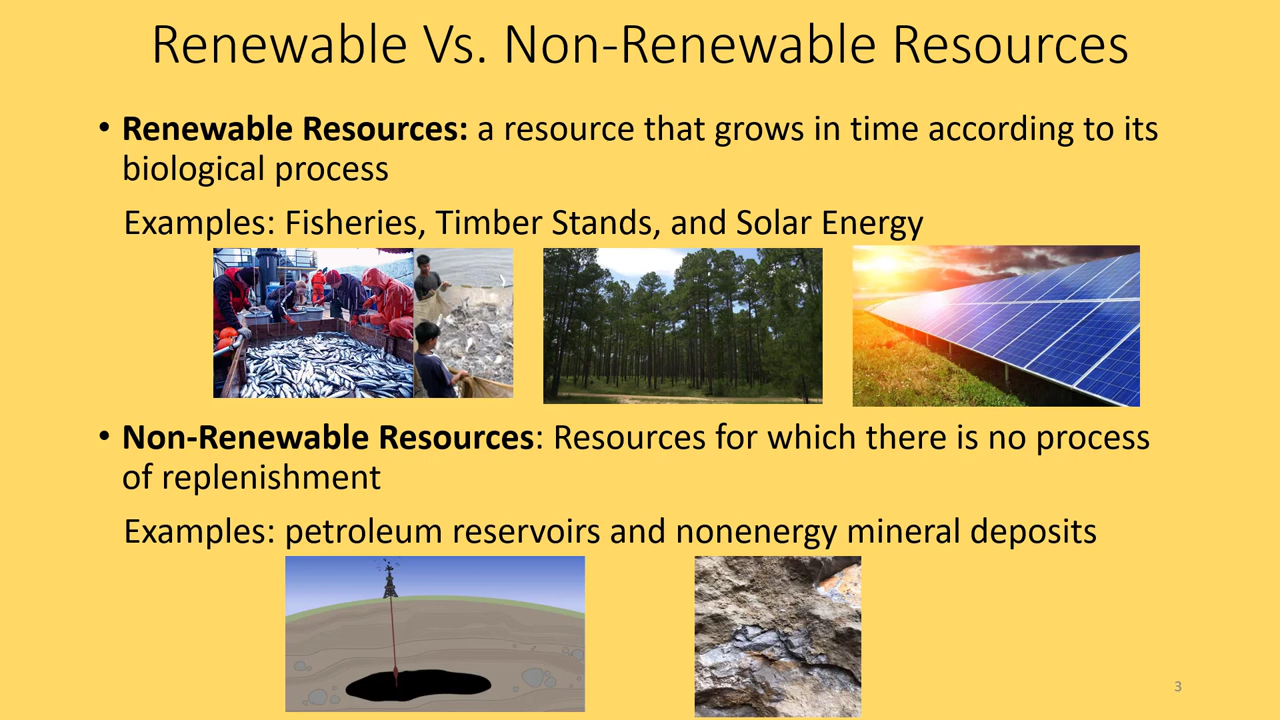 Renewable Vs. Non-Renewable Resources
• Renewable Resources: a resource that grows in time according to its
biological process
Examples: Fisheries, Timber Stands, and Solar Energy
• Non-Renewable Resources: Resources for which there is no process
of replenishment
Examples: petroleum reservoirs and nonenergy mineral deposits
3